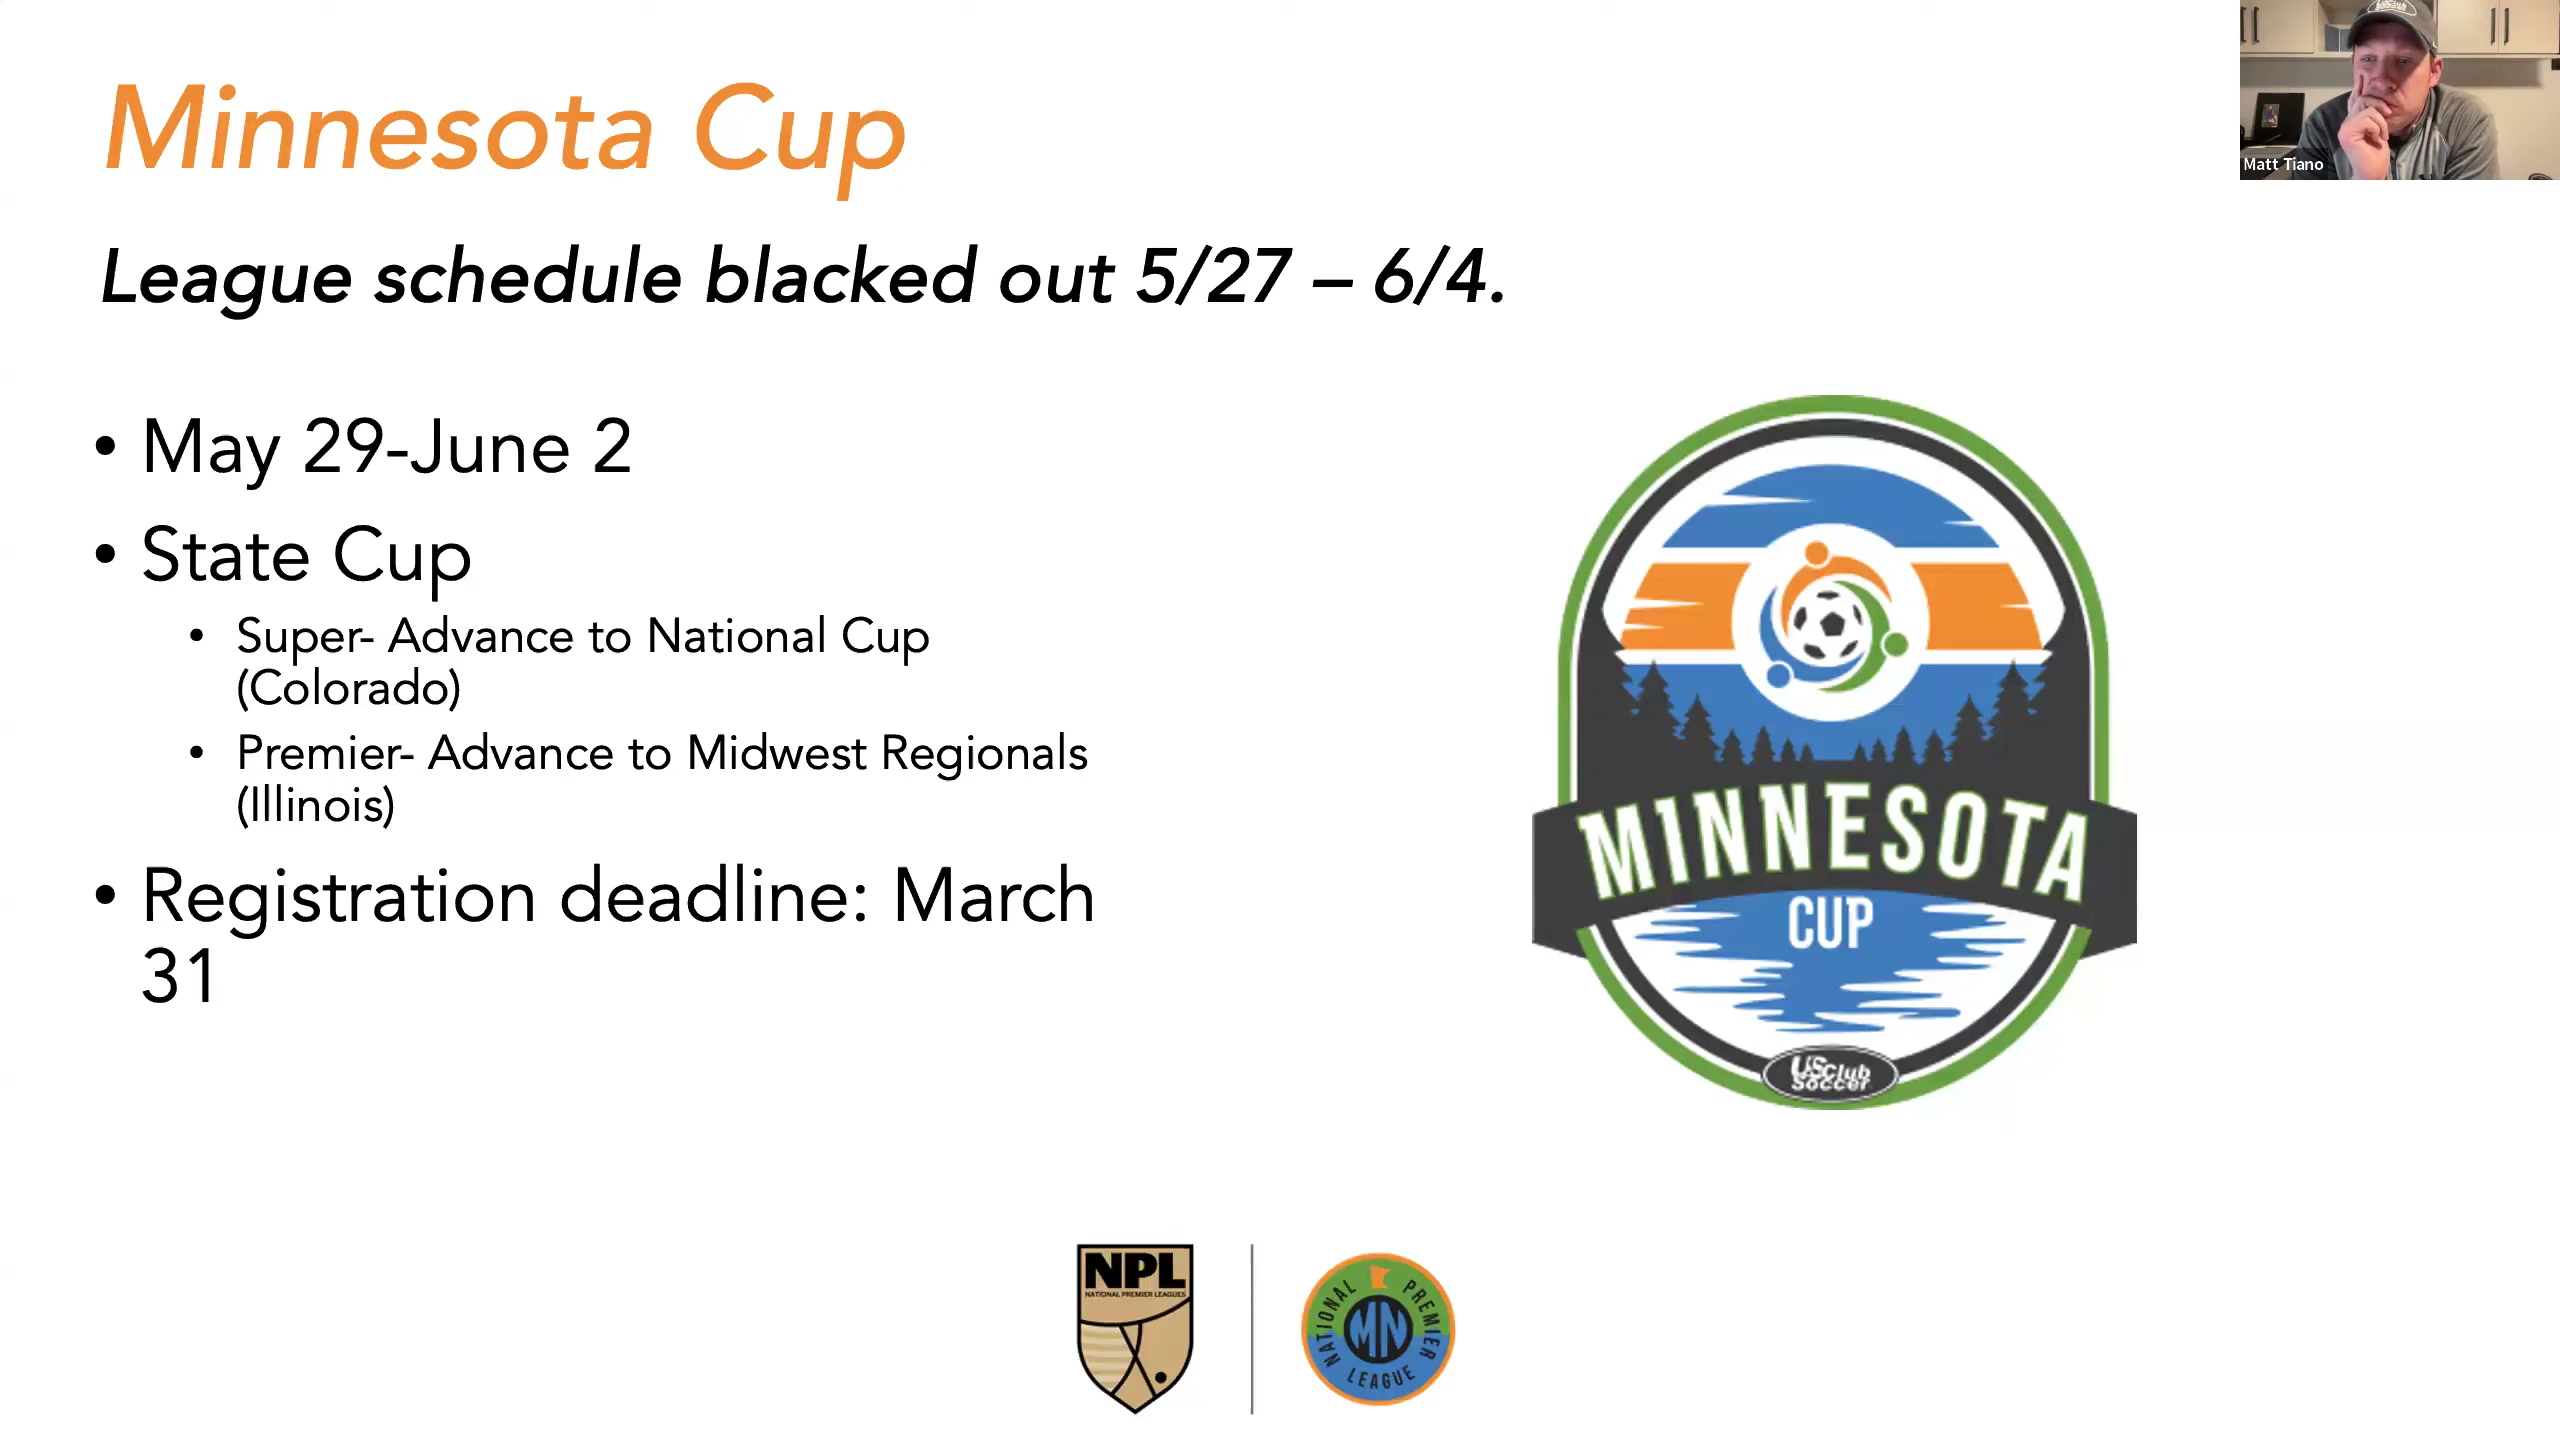 Minnesota Cup
League schedule blacked out 5/27 – 6/4.
• May 29-June 2
• State Cup
• Super- Advance to National Cup
(Colorado)
• Premier- Advance to Midwest Regionals
(Illinois)
• Registration deadline: March
31
Matt Tiano
MINNESOTA
CUP
US Club
Soccer
NPL
NATIONAL PREMIER LEAGUES
NATIONAL PREMIER
MN
LEAGUE